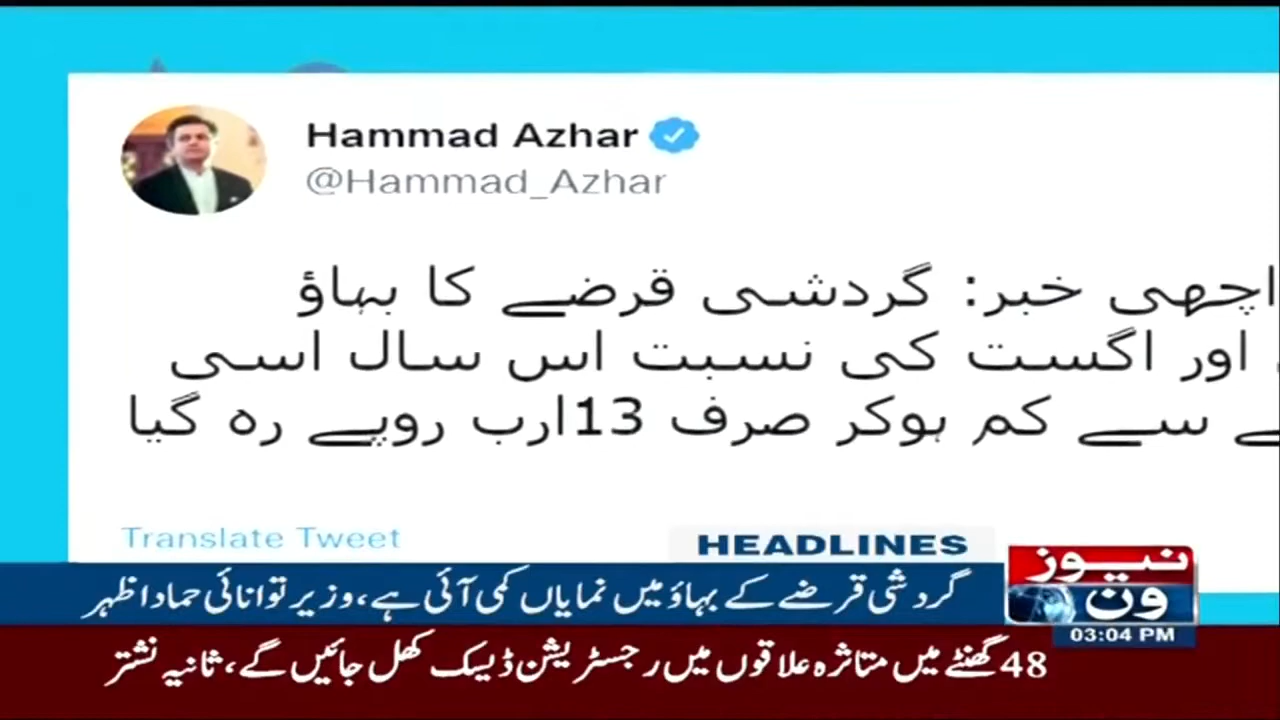 Hammad Azhar
@Hammad_Azhar
اچھی خبر: گردشی قرضے کا بہاؤ
اور اگست کی نسبت اس سال اسی
سے کم ہوکر صرف 13ارب روپے رہ گیا
Translate Tweet
HEADLINES
نیوز
ون
گردشی قرضے کے بہاؤ میں نمایاں کمی آئی ہے، وزیر توانائی حماد اظہر
03:04 PM
48 گھنٹے میں متاثرہ علاقوں میں رجسٹریشن ڈیسک کھل جائیں گے، ثانیہ نشتر